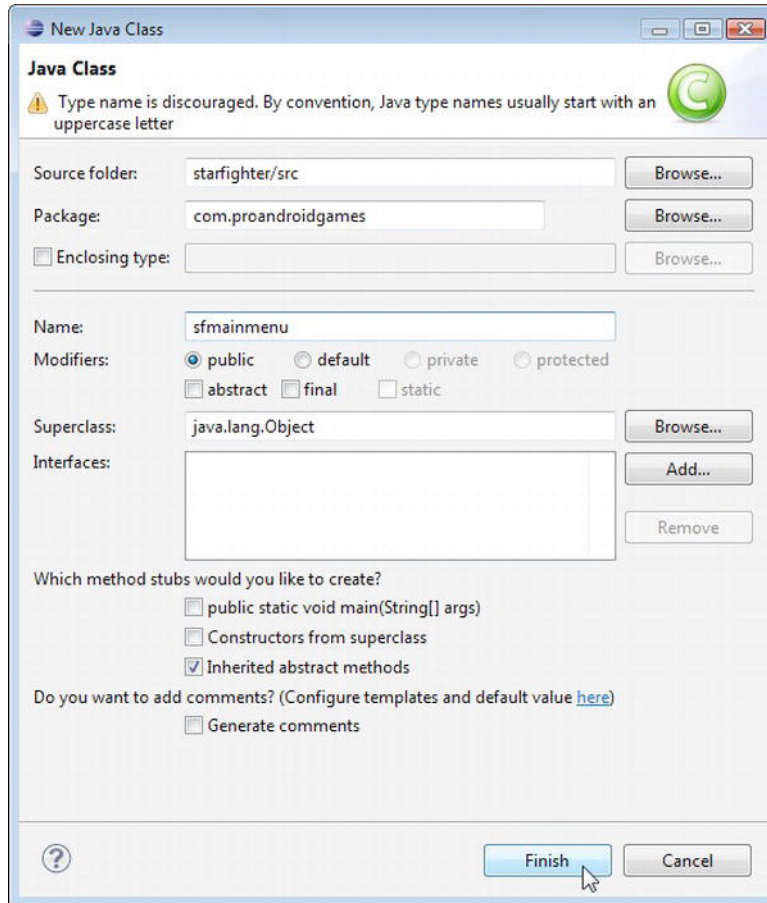 New Java Class
Java Class
Type name is discouraged. By convention, Java type names usually start with an
uppercase letter
Source folder: starfighter/src Browse...
Package: com.proandroidgames Browse...
Enclosing type: Browse...
Name: sfmainmenu
Modifiers: public default private protected
abstract final static
Superclass: java.lang.Object Browse...
Interfaces: Add...
Remove
Which method stubs would you like to create?
public static void main(String[] args)
Constructors from superclass
Inherited abstract methods
Do you want to add comments? (Configure templates and default value here)
Generate comments
? Finish Cancel